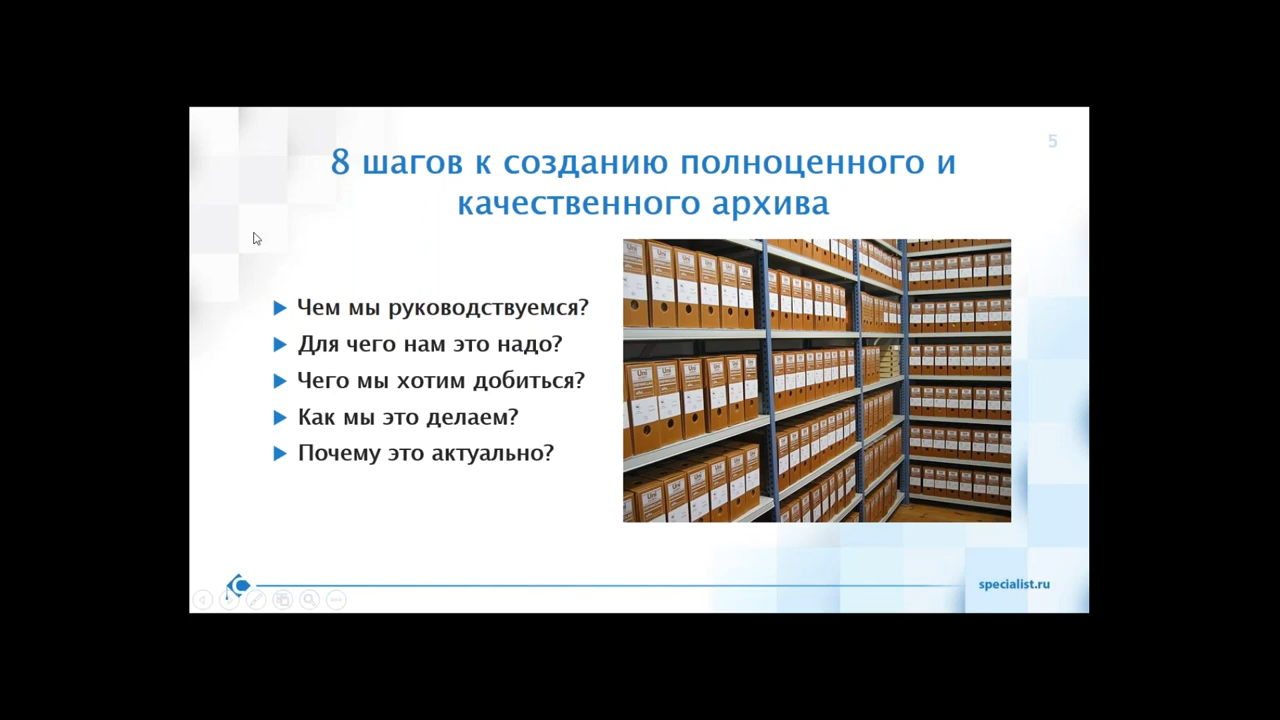 5
8 шагов к созданию полноценного и
качественного архива
Чем мы руководствуемся?
Для чего нам это надо?
Чего мы хотим добиться?
Как мы это делаем?
Почему это актуально?
specialist.ru